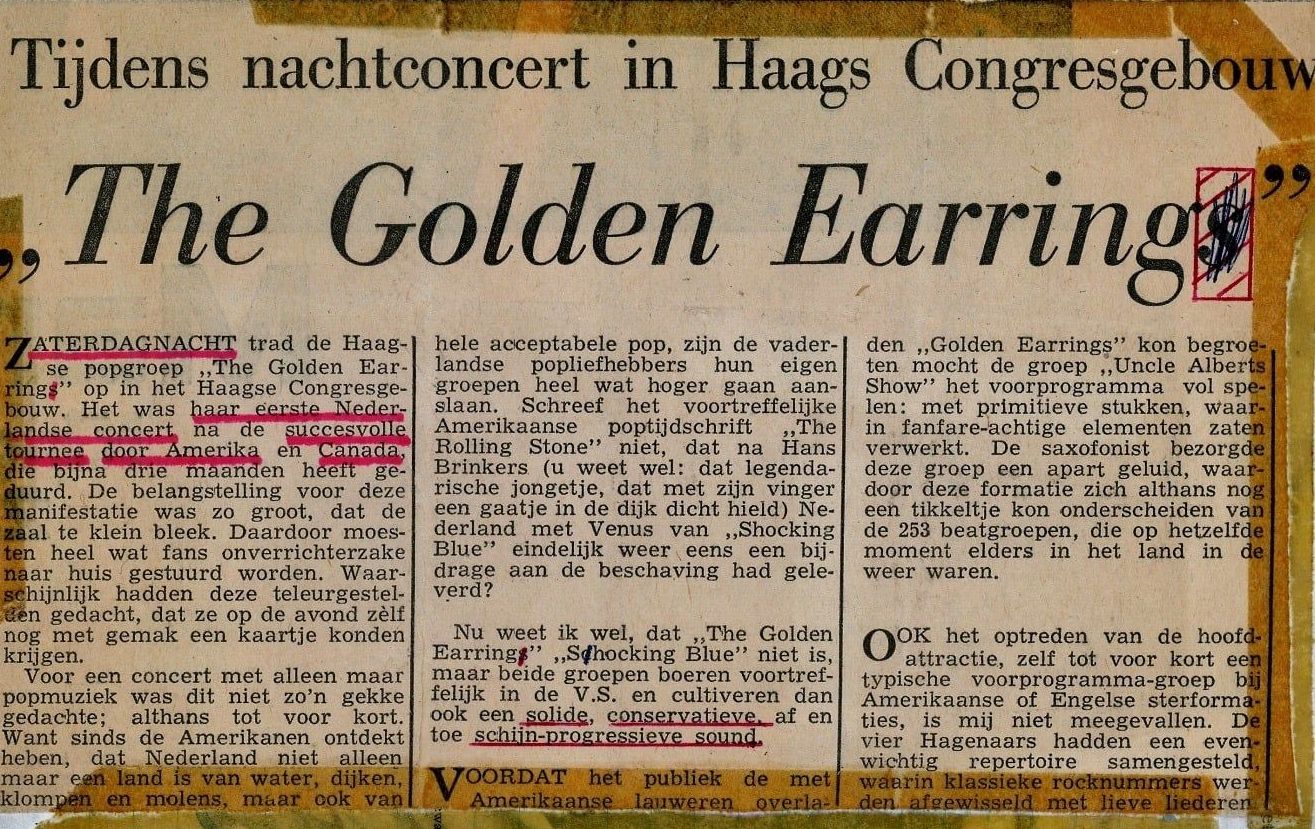 Tijdens nachtconcert in Haags Congresgebouw
„The Golden Earrings”
ZATERDAGNACHT trad de Haag-
se popgroep „The Golden Ear-
rings” op in het Haagse Congresge-
bouw. Het was haar eerste Neder-
landse concert na de succesvolle
tournee door Amerika en Canada,
die bijna drie maanden heeft ge-
duurd. De belangstelling voor deze
manifestatie was zo groot, dat de
zaal te klein bleek. Daardoor moes-
ten heel wat fans onverrichterzake
naar huis gestuurd worden. Waar-
schijnlijk hadden deze teleurgestel-
den gedacht, dat ze op de avond zèlf
nog met gemak een kaartje konden
krijgen.
Voor een concert met alleen maar
popmuziek was dit niet zo'n gekke
gedachte; althans tot voor kort.
Want sinds de Amerikanen ontdekt
heben, dat Nederland niet alleen
maar een land is van water, dijken,
klompen en molens, maar ook van
hele acceptabele pop, zijn de vader-
landse popliefhebbers hun eigen
groepen heel wat hoger gaan aan-
slaan. Schreef het voortreffelijke
Amerikaanse poptijdschrift „The
Rolling Stone” niet, dat na Hans
Brinkers (u weet wel: dat legenda-
rische jongetje, dat met zijn vinger
een gaatje in de dijk dicht hield) Ne-
derland met Venus van „Shocking
Blue” eindelijk weer eens een bij-
drage aan de beschaving had gele-
verd?
Nu weet ik wel, dat „The Golden
Earrings” „Schocking Blue” niet is,
maar beide groepen boeren voortref-
felijk in de V.S. en cultiveren dan
ook een solide, conservatieve, af en
toe schijn-progressieve sound.
VOORDAT het publiek de met
Amerikaanse lauweren overla-
den „Golden Earrings” kon begroe-
ten mocht de groep „Uncle Alberts
Show” het voorprogramma vol spe-
len: met primitieve stukken, waar-
in fanfare-achtige elementen zaten
verwerkt. De saxofonist bezorgde
deze groep een apart geluid, waar-
door deze formatie zich althans nog
een tikkeltje kon onderscheiden van
de 253 beatgroepen, die op hetzelfde
moment elders in het land in de
weer waren.
OOK het optreden van de hoofd-
attractie, zelf tot voor kort een
typische voorprogramma-groep bij
Amerikaanse of Engelse sterforma-
ties, is mij niet meegevallen. De
vier Hagenaars hadden een even-
wichtig repertoire samengesteld,
waarin klassieke rocknummers wer-
den afgewisseld met lieve liederen